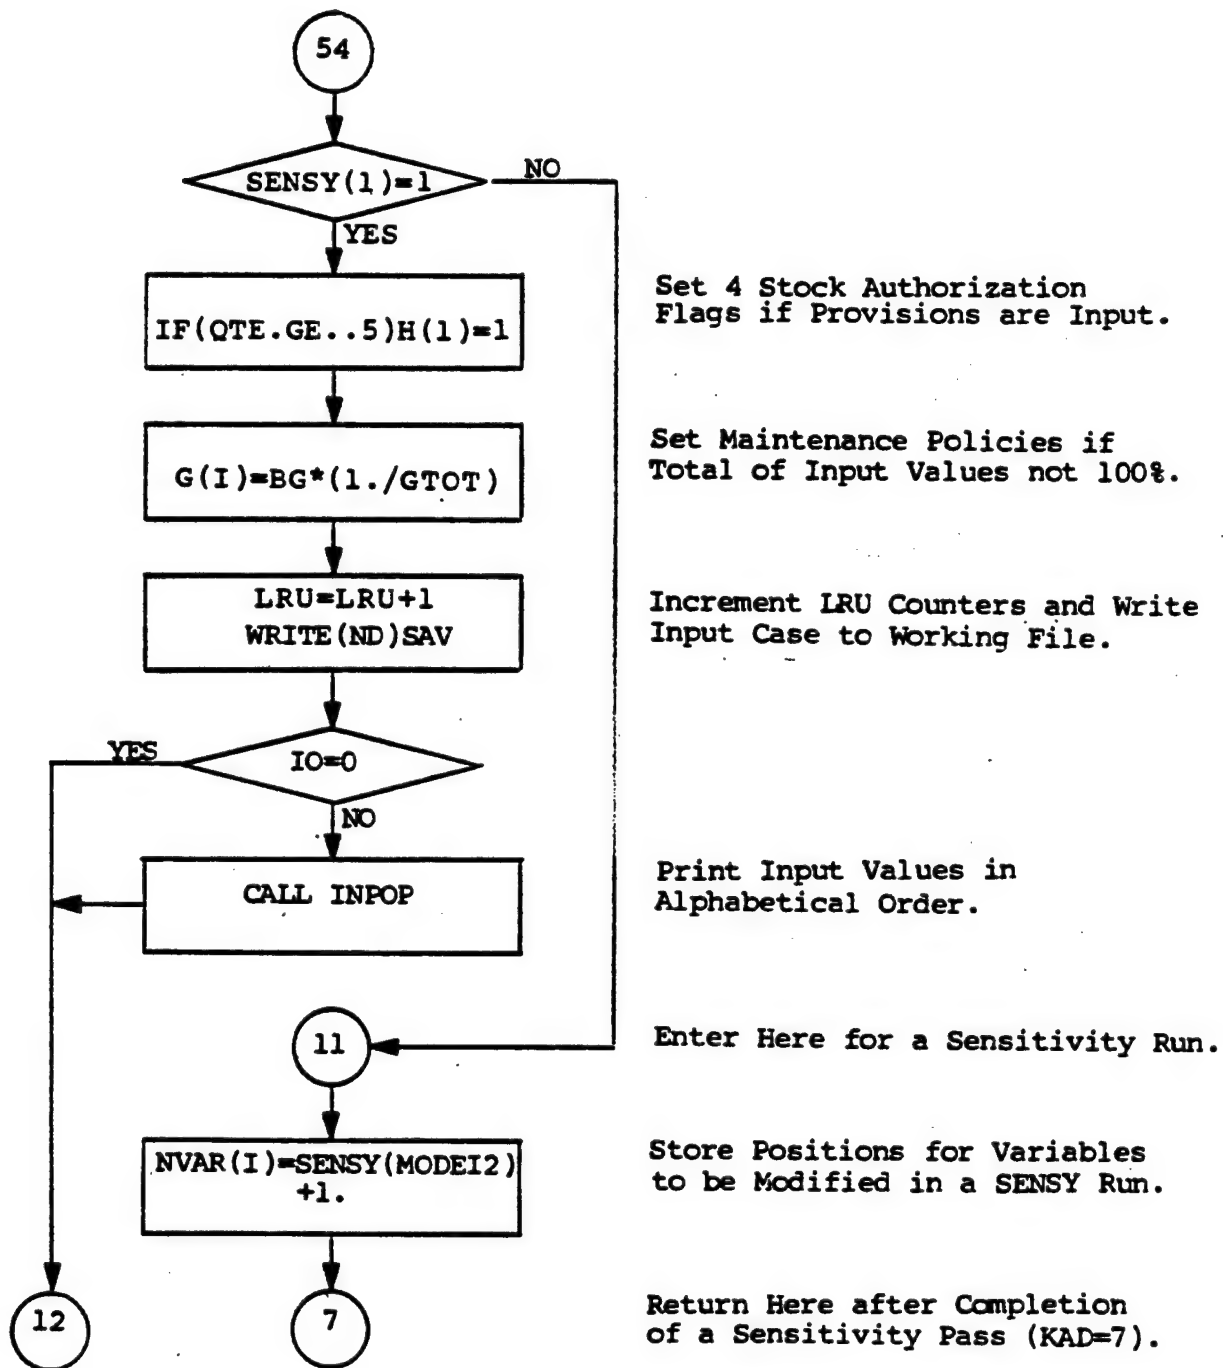 54
SENSY(1)=1
NO
YES
IF(QTE.GE..5)H(1)=1
Set 4 Stock Authorization
Flags if Provisions are Input.
G(I)=BG*(1./GTOT)
Set Maintenance Policies if
Total of Input Values not 100%.
LRU=LRU+1
WRITE(ND)SAV
Increment LRU Counters and Write
Input Case to Working File.
YES
IO=0
NO
CALL INPOP
Print Input Values in
Alphabetical Order.
11
Enter Here for a Sensitivity Run.
NVAR(I)=SENSY(MODEI2)
+1.
Store Positions for Variables
to be Modified in a SENSY Run.
12
7
Return Here after Completion
of a Sensitivity Pass (KAD=7).